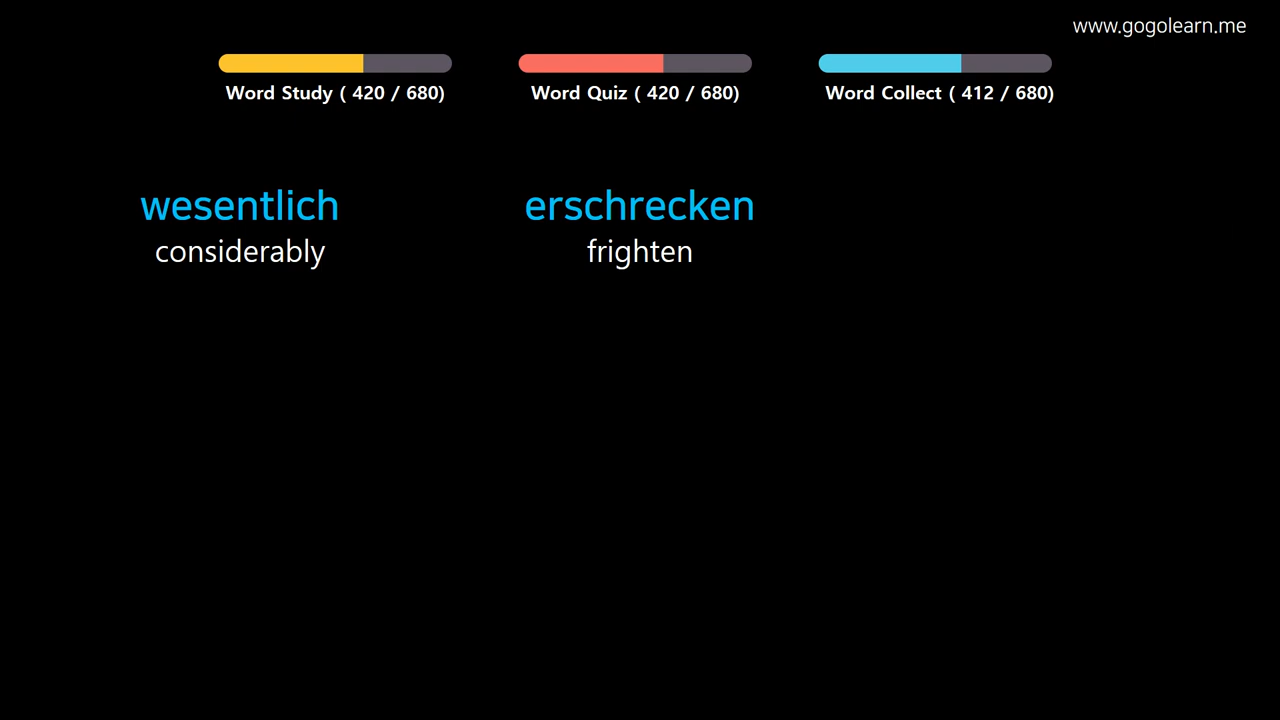 www.gogolearn.me
Word Study ( 420 / 680)
Word Quiz ( 420 / 680)
Word Collect ( 412 / 680)
wesentlich
considerably
erschrecken
frighten